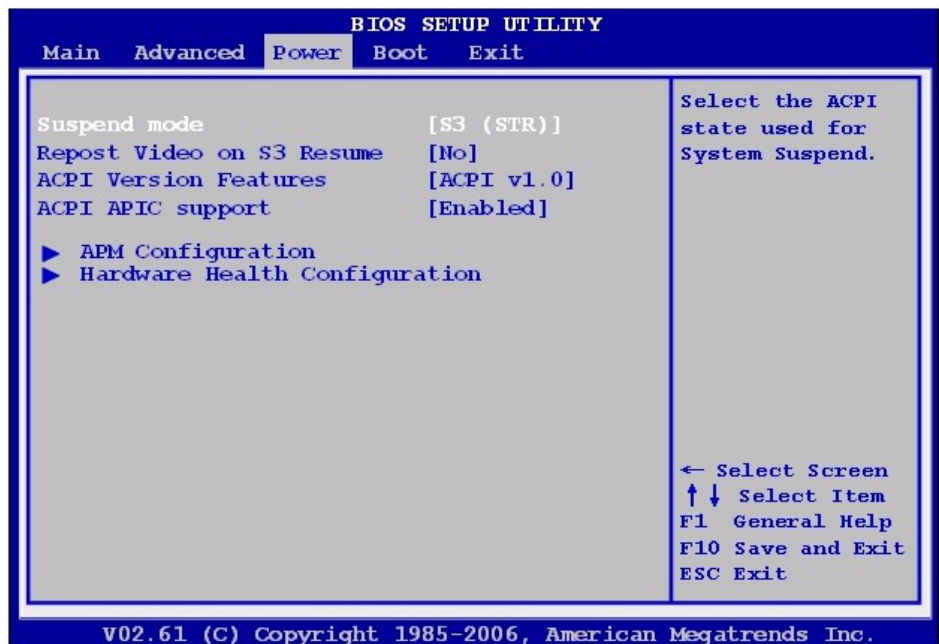 BIOS SETUP UTILITY
Main Advanced Power Boot Exit
Suspend mode [S3 (STR)]
Repost Video on S3 Resume [No]
ACPI Version Features [ACPI v1.0]
ACPI APIC support [Enabled]
▶ APM Configuration
▶ Hardware Health Configuration
Select the ACPI
state used for
System Suspend.
← Select Screen
↑↓ Select Item
F1 General Help
F10 Save and Exit
ESC Exit
V02.61 (C) Copyright 1985-2006, American Megatrends Inc.